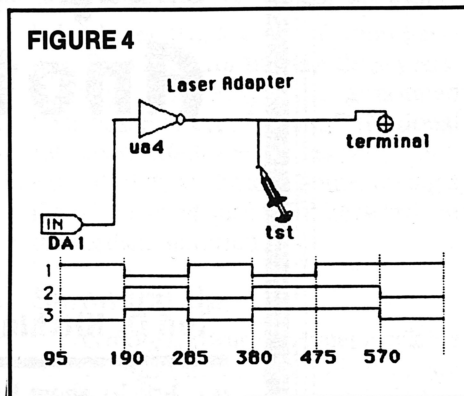 FIGURE 4
Laser Adapter
ua4
terminal
IN
DA1
tst
1
2
3
95 190 285 380 475 570